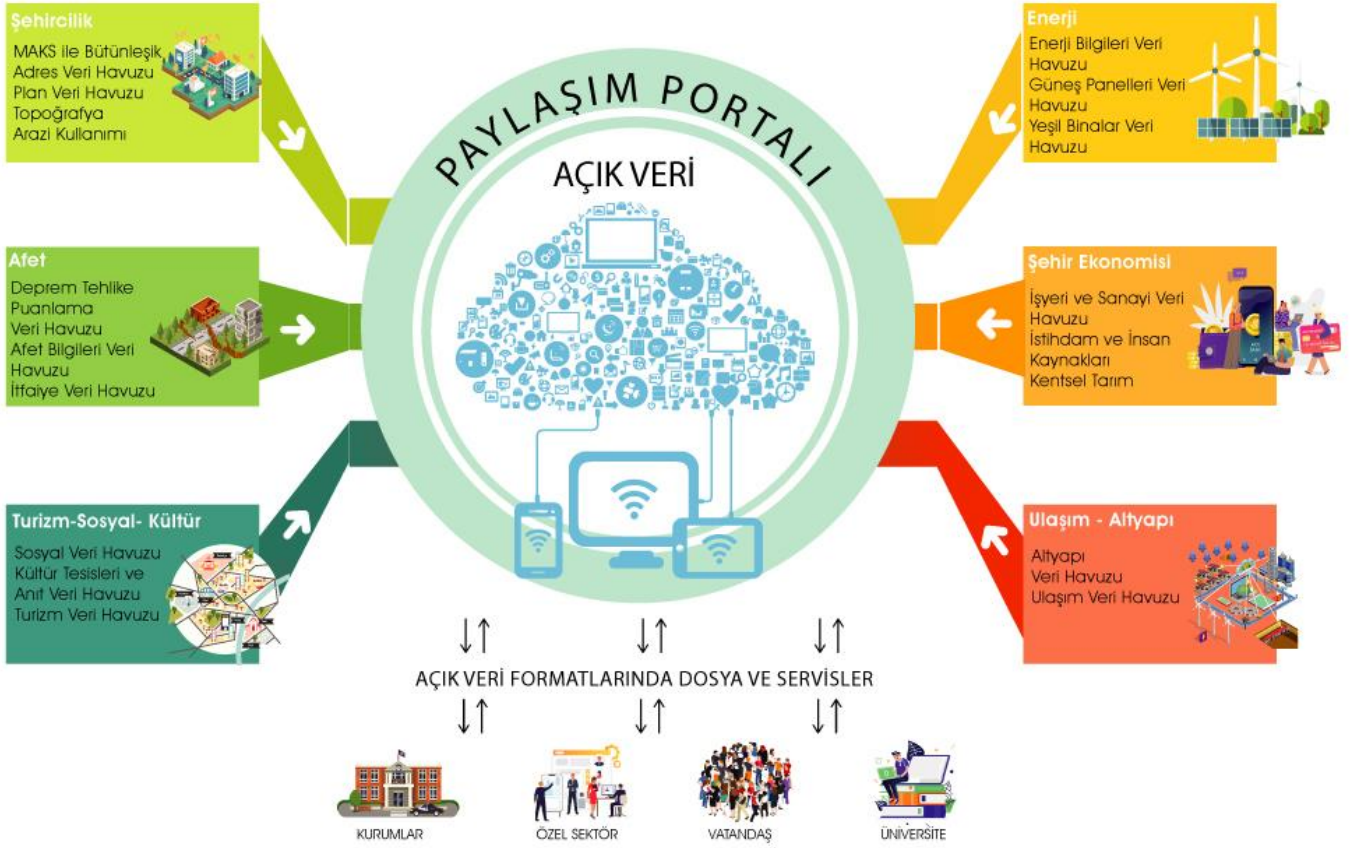 Şehircilik
MAKS ile Bütünleşik
Adres Veri Havuzu
Plan Veri Havuzu
Topoğrafya
Arazi Kullanımı
Afet
Deprem Tehlike
Puanlama
Veri Havuzu
Afet Bilgileri Veri
Havuzu
İtfaiye Veri Havuzu
Turizm-Sosyal- Kültür
Sosyal Veri Havuzu
Kültür Tesisleri ve
Anıt Veri Havuzu
Turizm Veri Havuzu
PAYLAŞIM PORTALI
AÇIK VERİ
Enerji
Enerji Bilgileri Veri
Havuzu
Güneş Panelleri Veri
Havuzu
Yeşil Binalar Veri
Havuzu
Şehir Ekonomisi
İşyeri ve Sanayi Veri
Havuzu
İstihdam ve İnsan
Kaynakları
Kentsel Tarım
Ulaşım - Altyapı
Altyapı
Veri Havuzu
Ulaşım Veri Havuzu
AÇIK VERİ FORMATLARINDA DOSYA VE SERVİSLER
KURUMLAR
ÖZEL SEKTÖR
VATANDAŞ
ÜNİVERSİTE